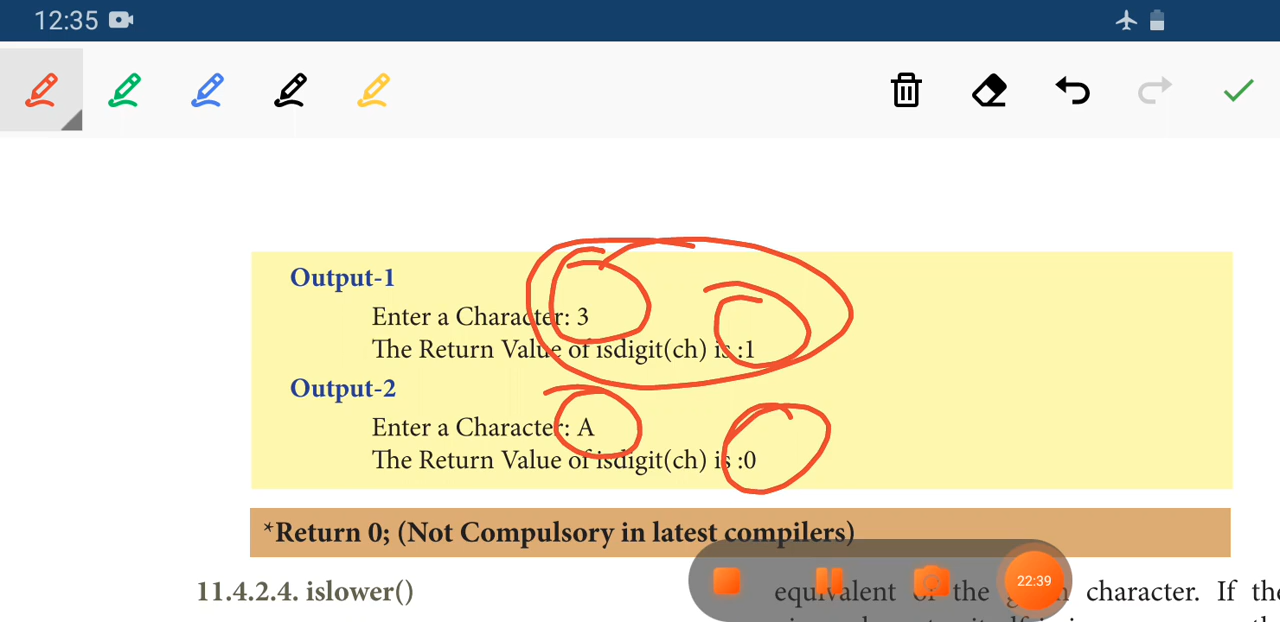 12:35
Output-1
Enter a Character: 3
The Return Value of isdigit(ch) is :1
Output-2
Enter a Character: A
The Return Value of isdigit(ch) is :0
*Return 0; (Not Compulsory in latest compilers)
11.4.2.4. islower()
equivalent of the given character. If the
22:39